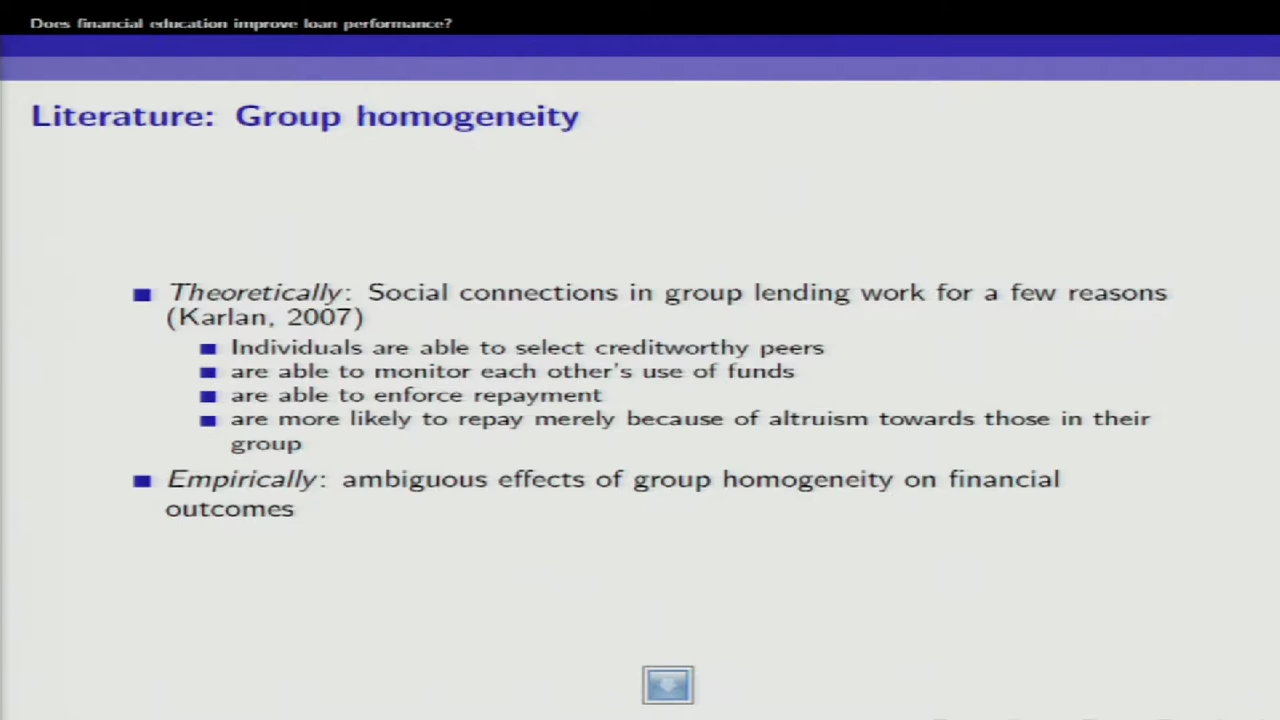 Does financial education improve loan performance?
Literature: Group homogeneity
Theoretically: Social connections in group lending work for a few reasons
(Karlan, 2007)
Individuals are able to select creditworthy peers
are able to monitor each other's use of funds
are able to enforce repayment
are more likely to repay merely because of altruism towards those in their
group
Empirically: ambiguous effects of group homogeneity on financial
outcomes